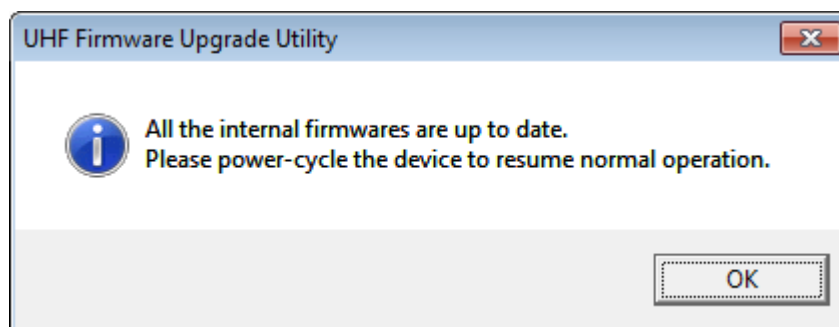 UHF Firmware Upgrade Utility
All the internal firmwares are up to date.
Please power-cycle the device to resume normal operation.
OK